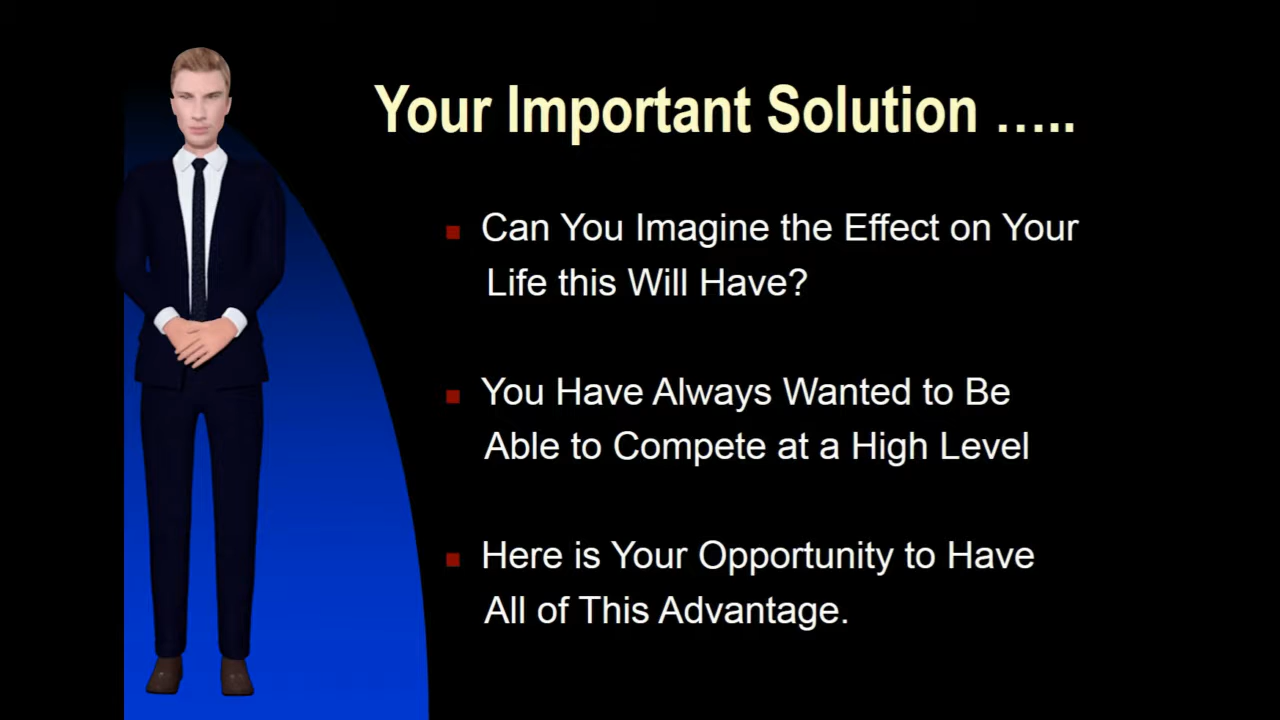 Your Important Solution …..
Can You Imagine the Effect on Your
Life this Will Have?
You Have Always Wanted to Be
Able to Compete at a High Level
Here is Your Opportunity to Have
All of This Advantage.